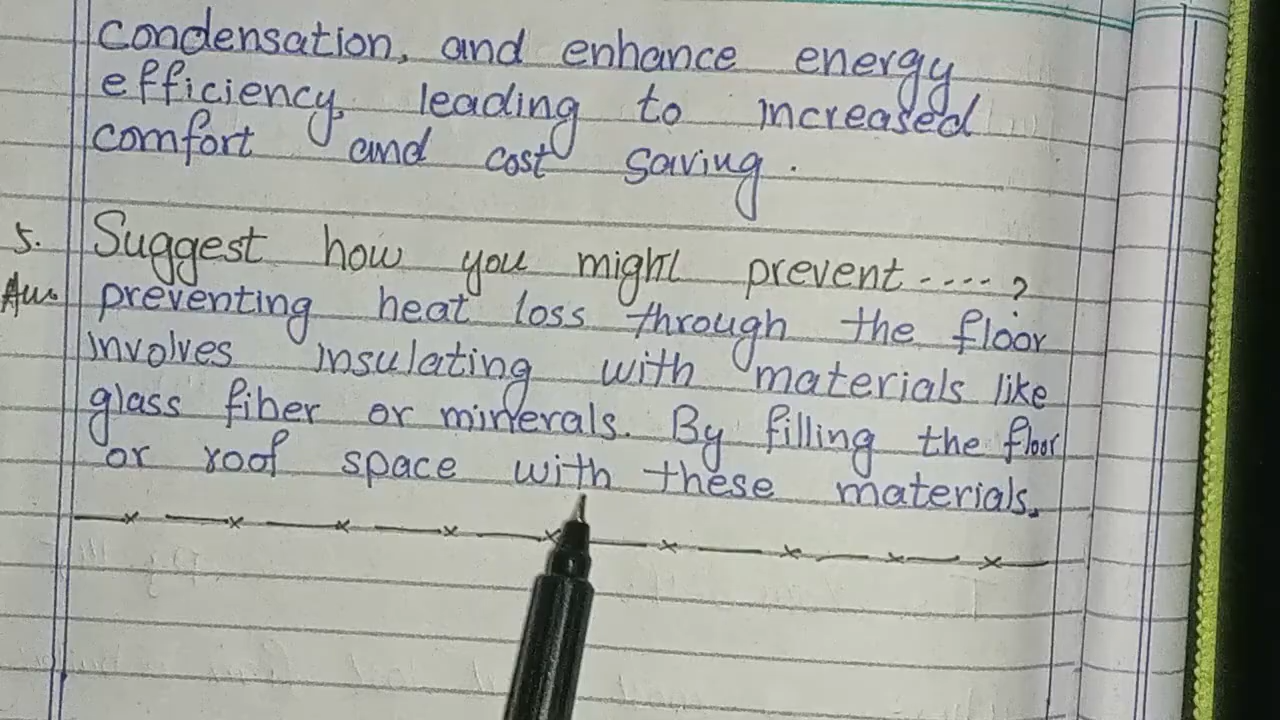 condensation, and enhance energy
efficiency, leading to increased
comfort and cost saving.
5. Suggest how you might prevent ....?
Ans preventing heat loss through the floor
involves insulating with materials like
glass fiber or minerals. By filling the floor
or roof space with these materials.